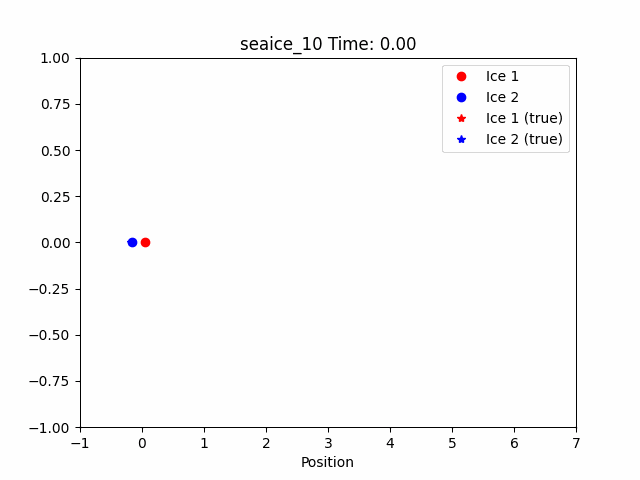 seaice_10 Time: 0.00
Ice 1
Ice 2
Ice 1 (true)
Ice 2 (true)
1.00
0.75
0.50
0.25
0.00
−0.25
−0.50
−0.75
−1.00
−1 0 1 2 3 4 5 6 7
Position